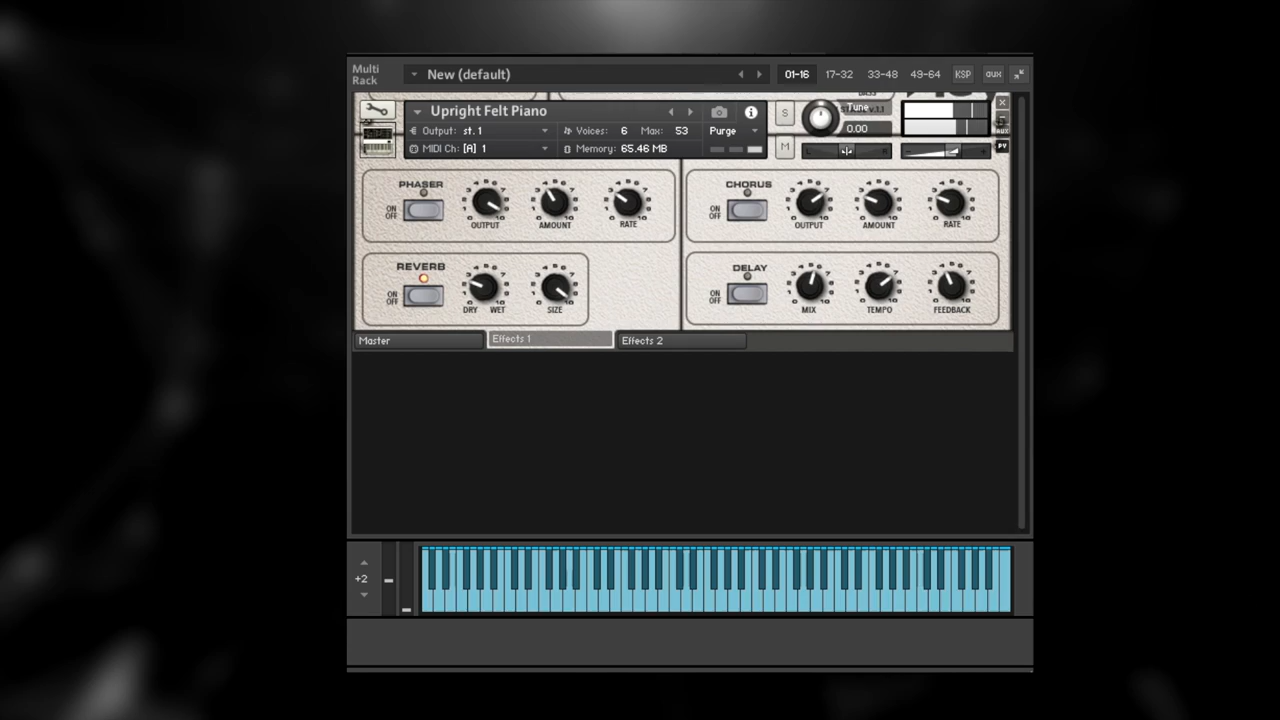 Multi
Rack
New (default)
01-16 17-32 33-48 49-64 KSP aux
Upright Felt Piano
Output: st. 1
Voices: 6 Max: 53
Purge
MIDI Ch: [A] 1
Memory: 65.46 MB
S
M
Tune
0.00
AUX
PV
PHASER
ON
OFF
OUTPUT
AMOUNT
RATE
CHORUS
ON
OFF
OUTPUT
AMOUNT
RATE
REVERB
ON
OFF
DRY WET
SIZE
DELAY
ON
OFF
MIX
TEMPO
FEEDBACK
Master
Effects 1
Effects 2
+2